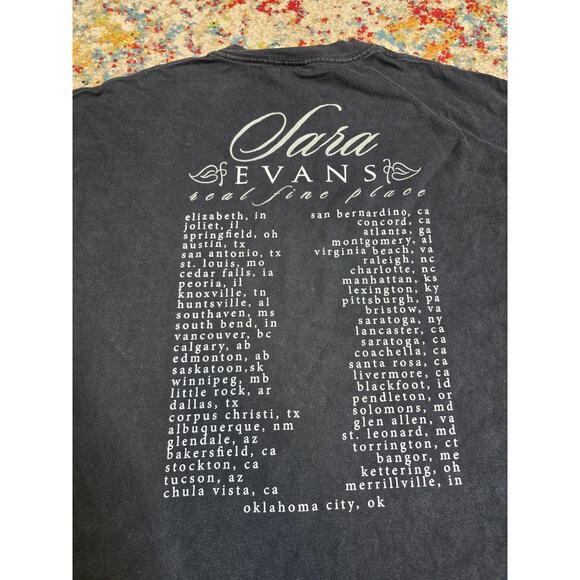 Sara
EVANS
real fine place
elizabeth, in
joliet, il
springfield, oh
austin, tx
san antonio, tx
st. louis, mo
cedar falls, ia
peoria, il
knoxville, tn
huntsville, al
southaven, ms
south bend, in
vancouver, bc
calgary, ab
edmonton, ab
saskatoon,sk
winnipeg, mb
little rock, ar
dallas, tx
corpus christi, tx
albuquerque, nm
glendale, az
bakersfield, ca
stockton, ca
tucson, az
chula vista, ca
san bernardino, ca
concord, ca
atlanta, ga
montgomery, al
virginia beach, va
raleigh, nc
charlotte, nc
manhattan, ks
lexington, ky
pittsburgh, pa
bristow, va
saratoga, ny
lancaster, ca
saratoga, ca
coachella, ca
santa rosa, ca
livermore, ca
blackfoot, id
pendleton, or
solomons, md
glen allen, va
st. leonard, md
torrington, ct
bangor, me
kettering, oh
merrillville, in
oklahoma city, ok